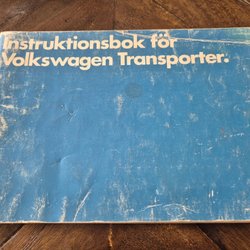 Instruktionsbok för
Volkswagen Transporter.